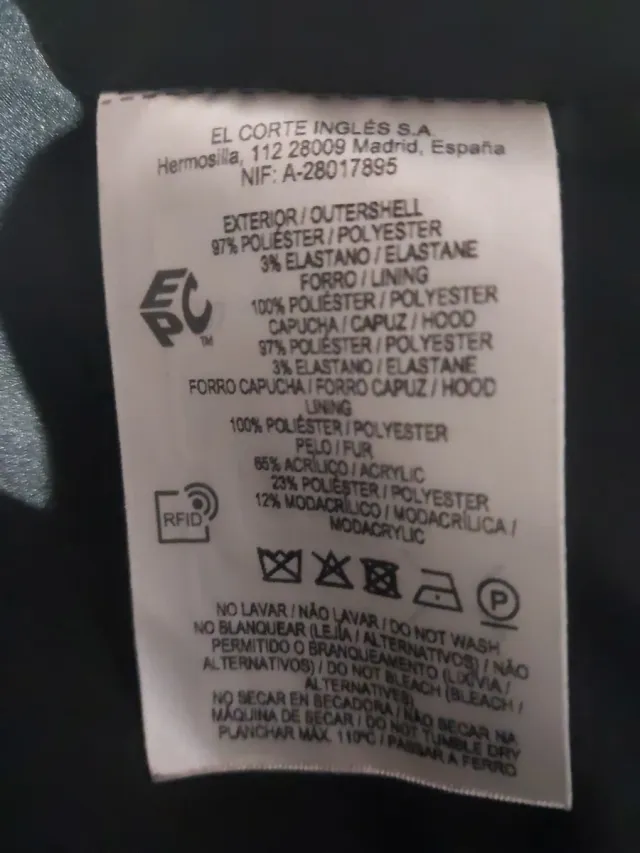 EL CORTE INGLÉS S.A.
Hermosilla, 112 28009 Madrid, España
NIF: A-28017895
EXTERIOR / OUTERSHELL
97% POLIÉSTER / POLYESTER
3% ELASTANO / ELASTANE
FORRO / LINING
100% POLIÉSTER / POLYESTER
CAPUCHA / CAPUZ / HOOD
97% POLIÉSTER / POLYESTER
3% ELASTANO / ELASTANE
FORRO CAPUCHA / FORRO CAPUZ / HOOD
LINING
100% POLIÉSTER / POLYESTER
PELO / FUR
65% ACRÍLICO / ACRYLIC
23% POLIÉSTER / POLYESTER
12% MODACRÍLICO / MODACRÍLICA /
MODACRYLIC
EPC TM
RFID
P
NO LAVAR / NÃO LAVAR / DO NOT WASH
NO BLANQUEAR (LEJÍA / ALTERNATIVOS) / NÃO
PERMITIDO O BRANQUEAMENTO (LIXÍVIA /
ALTERNATIVOS) / DO NOT BLEACH (BLEACH /
ALTERNATIVES)
NO SECAR EN SECADORA / NÃO SECAR NA
MÁQUINA DE SECAR / DO NOT TUMBLE DRY
PLANCHAR MÁX. 110ºC / PASSAR A FERRO